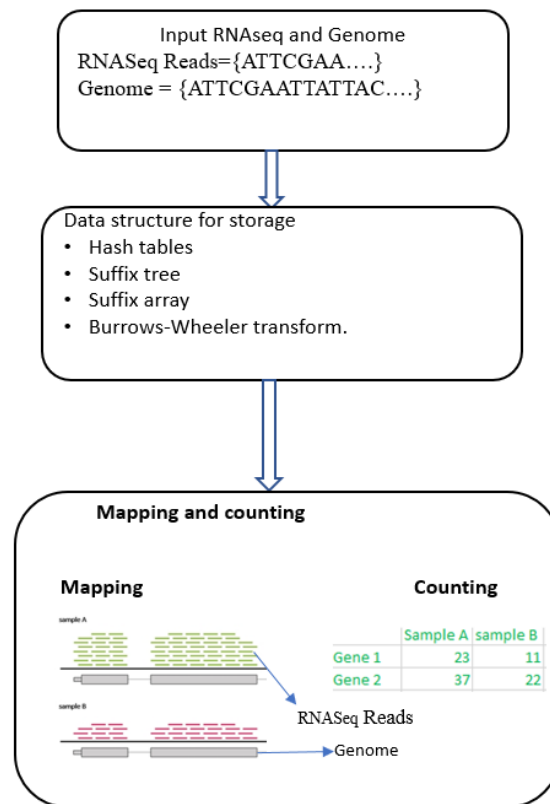 Input RNAseq and Genome
RNASeq Reads={ATTCGAA….}
Genome = {ATTCGAATTATTAC….}
Data structure for storage
• Hash tables
• Suffix tree
• Suffix array
• Burrows-Wheeler transform.
Mapping and counting
Mapping
Counting
sample A
Sample A sample B
Gene 1 23 11
Gene 2 37 22
RNASeq Reads
sample B
Genome